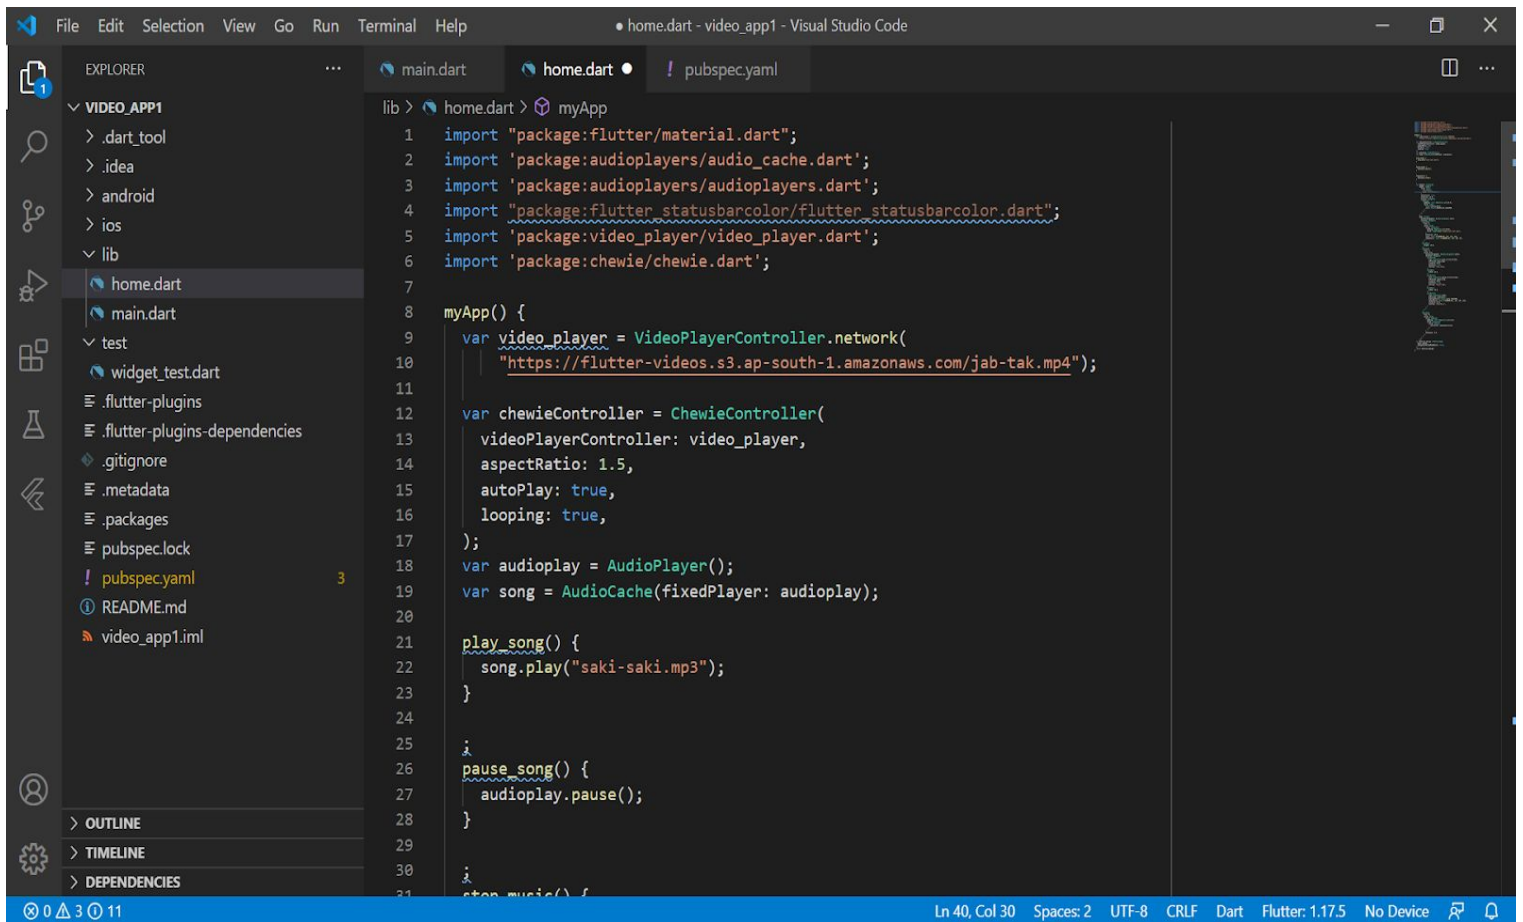 File Edit Selection View Go Run Terminal Help
● home.dart - video_app1 - Visual Studio Code
EXPLORER
main.dart
home.dart ●
! pubspec.yaml
1
VIDEO_APP1
.dart_tool
.idea
android
ios
lib
home.dart
main.dart
test
widget_test.dart
.flutter-plugins
.flutter-plugins-dependencies
.gitignore
.metadata
.packages
pubspec.lock
! pubspec.yaml 3
README.md
video_app1.iml
OUTLINE
TIMELINE
DEPENDENCIES
lib > home.dart > myApp
1 import "package:flutter/material.dart";
2 import 'package:audioplayers/audio_cache.dart';
3 import 'package:audioplayers/audioplayers.dart';
4 import "package:flutter_statusbarcolor/flutter_statusbarcolor.dart";
5 import 'package:video_player/video_player.dart';
6 import 'package:chewie/chewie.dart';
7
8 myApp() {
9 var video_player = VideoPlayerController.network(
10 "https://flutter-videos.s3.ap-south-1.amazonaws.com/jab-tak.mp4");
11
12 var chewieController = ChewieController(
13 videoPlayerController: video_player,
14 aspectRatio: 1.5,
15 autoPlay: true,
16 looping: true,
17 );
18 var audioplay = AudioPlayer();
19 var song = AudioCache(fixedPlayer: audioplay);
20
21 play_song() {
22 song.play("saki-saki.mp3");
23 }
24
25 ;
26 pause_song() {
27 audioplay.pause();
28 }
29
30 ;
31 stop_music() {
0 3 11
Ln 40, Col 30 Spaces: 2 UTF-8 CRLF Dart Flutter: 1.17.5 No Device